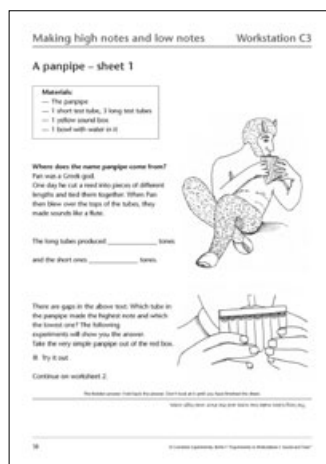 Making high notes and low notes Workstation C3
A panpipe – sheet 1
Materials:
— The panpipe
— 1 short test tube, 3 long test tubes
— 1 yellow sound box
— 1 bowl with water in it
Where does the name panpipe come from?
Pan was a Greek god.
One day he cut a reed into pieces of different
lengths and tied them together. When Pan
then blew over the tops of the tubes, they
made sounds like a flute.
The long tubes produced ____________ tones
and the short ones ____________ tones.
There are gaps in the above text: Which tube in
the panpipe made the highest note and which
the lowest one? The following
experiments will show you the answer.
Take the very simple panpipe out of the red box.
Try it out.
Continue on worksheet 2.